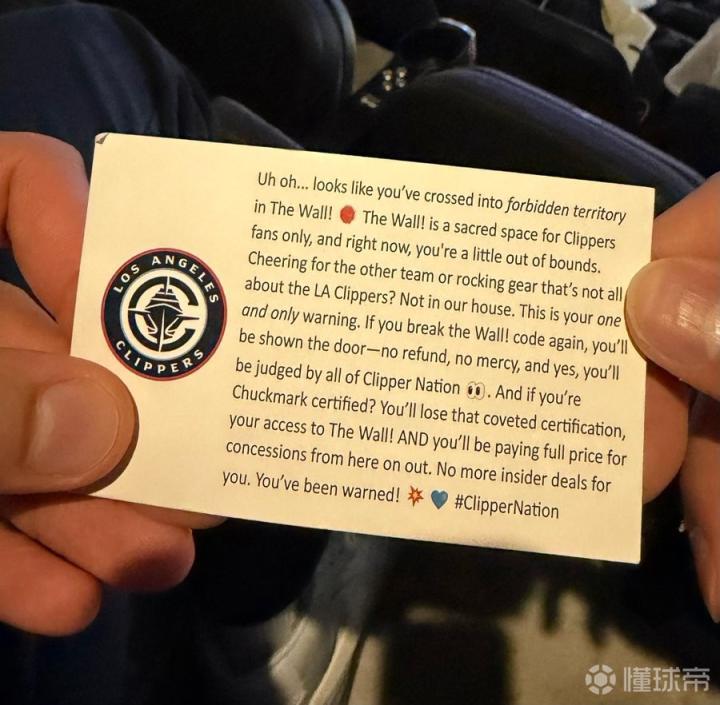 Uh oh... looks like you've crossed into forbidden territory
in The Wall! 🔴 The Wall! is a sacred space for Clippers
fans only, and right now, you're a little out of bounds.
Cheering for the other team or rocking gear that's not all
about the LA Clippers? Not in our house. This is your one
and only warning. If you break the Wall! code again, you'll
be shown the door—no refund, no mercy, and yes, you'll
be judged by all of Clipper Nation 👀. And if you're
Chuckmark certified? You'll lose that coveted certification,
your access to The Wall! AND you'll be paying full price for
concessions from here on out. No more insider deals for
you. You've been warned! 💥 💙 #ClipperNation
LOS ANGELES
CLIPPERS
懂球帝